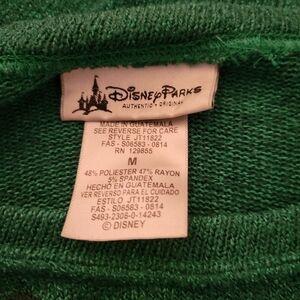 Disney Parks
AUTHENTIC • ORIGINAL
MADE IN GUATEMALA
SEE REVERSE FOR CARE
STYLE JT11822
FAS - S06583 - 0814
RN 129855
M
48% POLIESTER 47% RAYON
5% SPANDEX
HECHO EN GUATEMALA
VER REVERSO PARA EL CUIDADO
ESTILO JT11822
FAS - S06583 - 0814
S493-2308-0-14243
© DISNEY